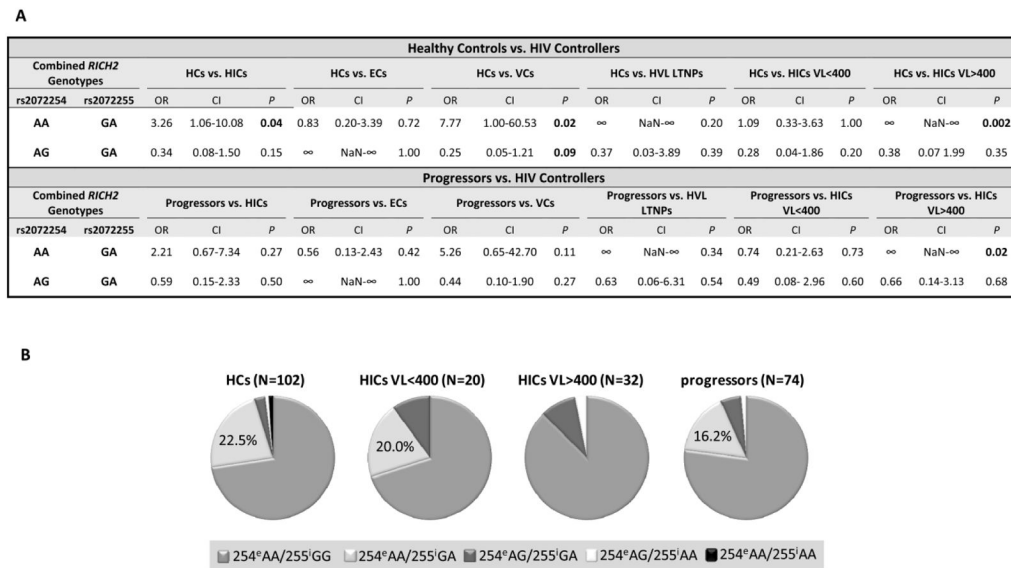 A
Healthy Controls vs. HIV Controllers
Combined RICH2 Genotypes HCs vs. HICs HCs vs. ECs HCs vs. VCs HCs vs. HVL LTNPs HCs vs. HICs VL<400 HCs vs. HICs VL>400
rs2072254 rs2072255 OR CI P OR CI P OR CI P OR CI P OR CI P OR CI P
AA GA 3.26 1.06-10.08 0.04 0.83 0.20-3.39 0.72 7.77 1.00-60.53 0.02 ∞ NaN-∞ 0.20 1.09 0.33-3.63 1.00 ∞ NaN-∞ 0.002
AG GA 0.34 0.08-1.50 0.15 ∞ NaN-∞ 1.00 0.25 0.05-1.21 0.09 0.37 0.03-3.89 0.39 0.28 0.04-1.86 0.20 0.38 0.07 1.99 0.35
Progressors vs. HIV Controllers
Combined RICH2 Genotypes Progressors vs. HICs Progressors vs. ECs Progressors vs. VCs Progressors vs. HVL LTNPs Progressors vs. HICs VL<400 Progressors vs. HICs VL>400
rs2072254 rs2072255 OR CI P OR CI P OR CI P OR CI P OR CI P OR CI P
AA GA 2.21 0.67-7.34 0.27 0.56 0.13-2.43 0.42 5.26 0.65-42.70 0.11 ∞ NaN-∞ 0.34 0.74 0.21-2.63 0.73 ∞ NaN-∞ 0.02
AG GA 0.59 0.15-2.33 0.50 ∞ NaN-∞ 1.00 0.44 0.10-1.90 0.27 0.63 0.06-6.31 0.54 0.49 0.08- 2.96 0.60 0.66 0.14-3.13 0.68
B
HCs (N=102) HICs VL<400 (N=20) HICs VL>400 (N=32) progressors (N=74)
22.5% 20.0% 16.2%
254ᵉAA/255ⁱGG 254ᵉAA/255ⁱGA 254ᵉAG/255ⁱGA 254ᵉAG/255ⁱAA 254ᵉAA/255ⁱAA